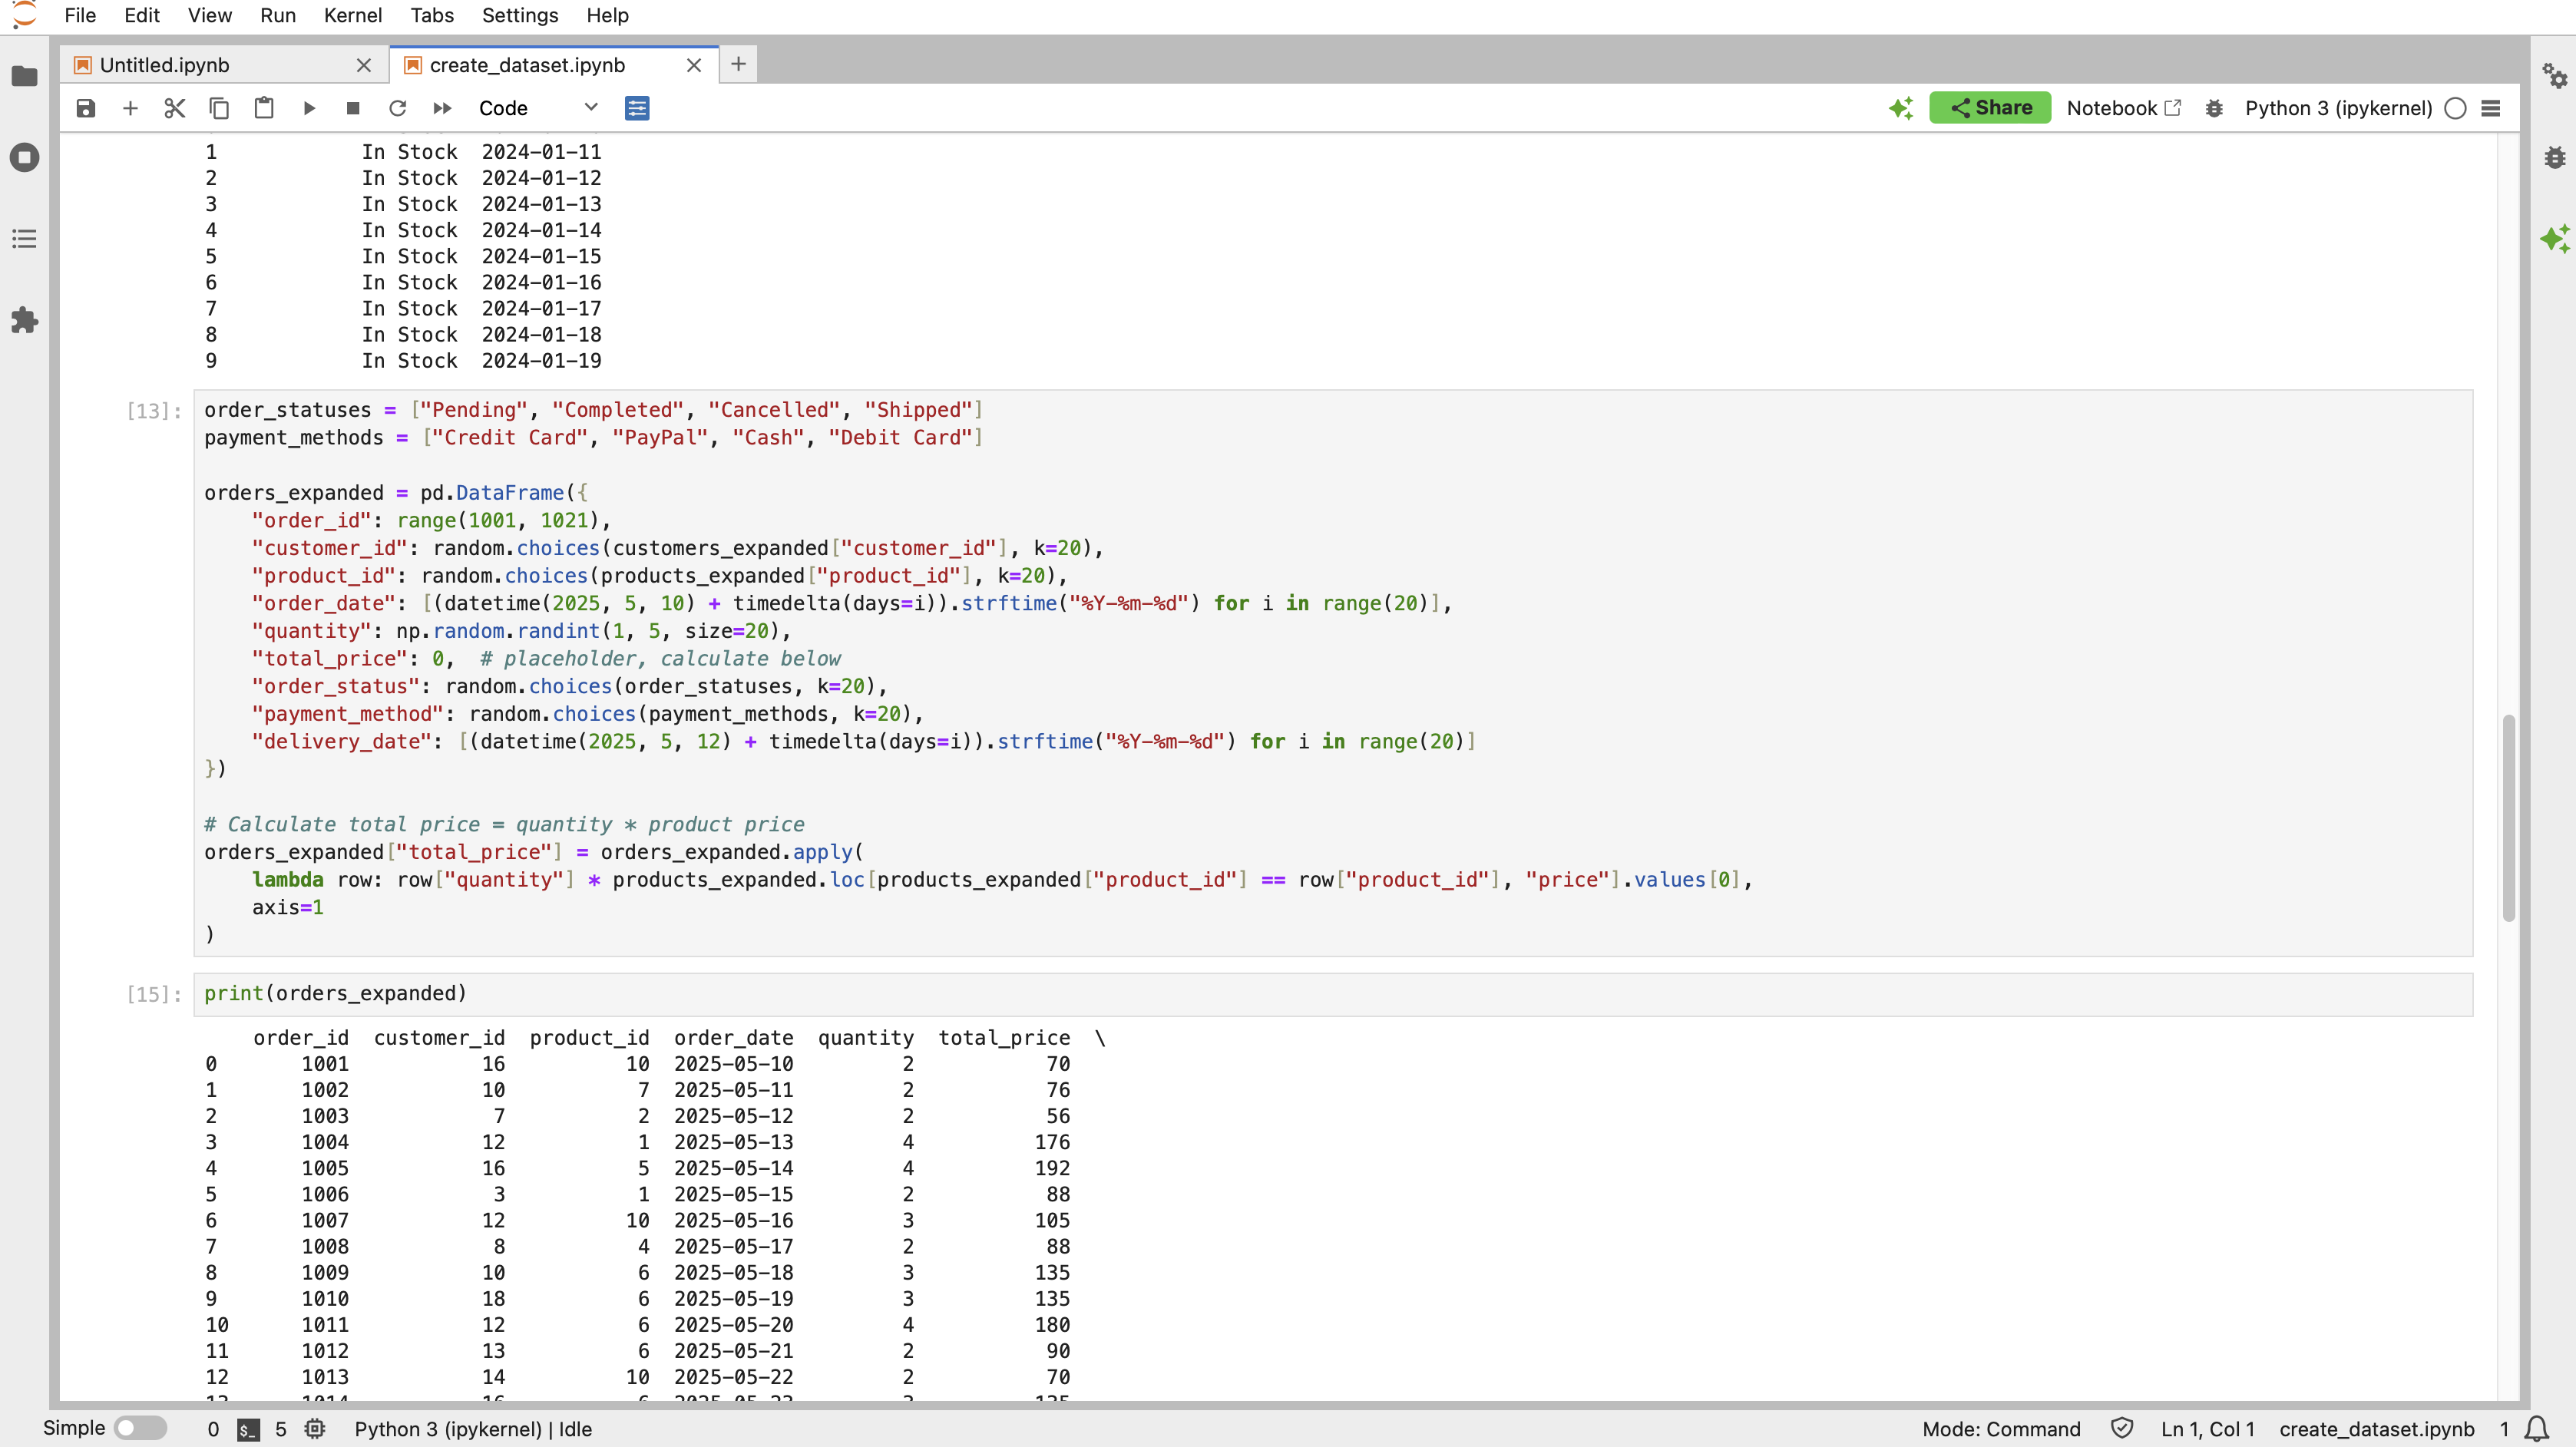 File Edit View Run Kernel Tabs Settings Help
Untitled.ipynb create_dataset.ipynb
Code Share Notebook Python 3 (ipykernel)
1 In Stock 2024-01-11
2 In Stock 2024-01-12
3 In Stock 2024-01-13
4 In Stock 2024-01-14
5 In Stock 2024-01-15
6 In Stock 2024-01-16
7 In Stock 2024-01-17
8 In Stock 2024-01-18
9 In Stock 2024-01-19
[13]: order_statuses = ["Pending", "Completed", "Cancelled", "Shipped"]
payment_methods = ["Credit Card", "PayPal", "Cash", "Debit Card"]
orders_expanded = pd.DataFrame({
    "order_id": range(1001, 1021),
    "customer_id": random.choices(customers_expanded["customer_id"], k=20),
    "product_id": random.choices(products_expanded["product_id"], k=20),
    "order_date": [(datetime(2025, 5, 10) + timedelta(days=i)).strftime("%Y-%m-%d") for i in range(20)],
    "quantity": np.random.randint(1, 5, size=20),
    "total_price": 0,  # placeholder, calculate below
    "order_status": random.choices(order_statuses, k=20),
    "payment_method": random.choices(payment_methods, k=20),
    "delivery_date": [(datetime(2025, 5, 12) + timedelta(days=i)).strftime("%Y-%m-%d") for i in range(20)]
})
# Calculate total price = quantity * product price
orders_expanded["total_price"] = orders_expanded.apply(
    lambda row: row["quantity"] * products_expanded.loc[products_expanded["product_id"] == row["product_id"], "price"].values[0],
    axis=1
)
[15]: print(orders_expanded)
order_id customer_id product_id order_date quantity total_price \
0 1001 16 10 2025-05-10 2 70
1 1002 10 7 2025-05-11 2 76
2 1003 7 2 2025-05-12 2 56
3 1004 12 1 2025-05-13 4 176
4 1005 16 5 2025-05-14 4 192
5 1006 3 1 2025-05-15 2 88
6 1007 12 10 2025-05-16 3 105
7 1008 8 4 2025-05-17 2 88
8 1009 10 6 2025-05-18 3 135
9 1010 18 6 2025-05-19 3 135
10 1011 12 6 2025-05-20 4 180
11 1012 13 6 2025-05-21 2 90
12 1013 14 10 2025-05-22 2 70
Simple 0 $_ 5 Python 3 (ipykernel) | Idle Mode: Command Ln 1, Col 1 create_dataset.ipynb 1